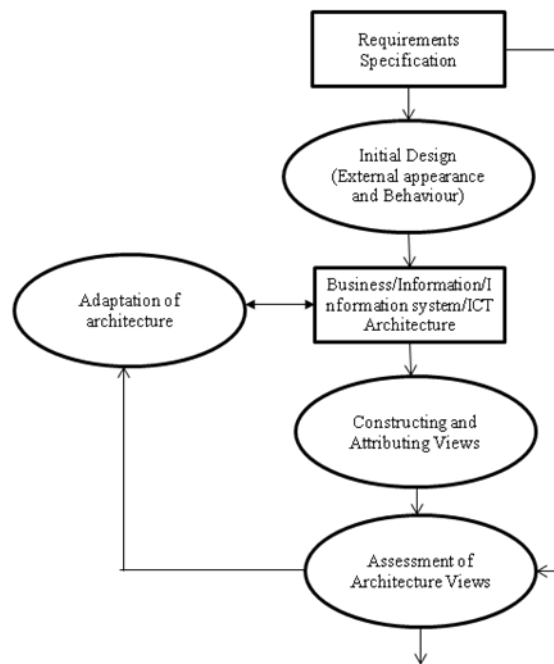 Requirements
Specification
Initial Design
(External appearance
and Behaviour)
Business/Information/I
nformation system/ICT
Architecture
Adaptation of
architecture
Constructing and
Attributing Views
Assessment of
Architecture Views